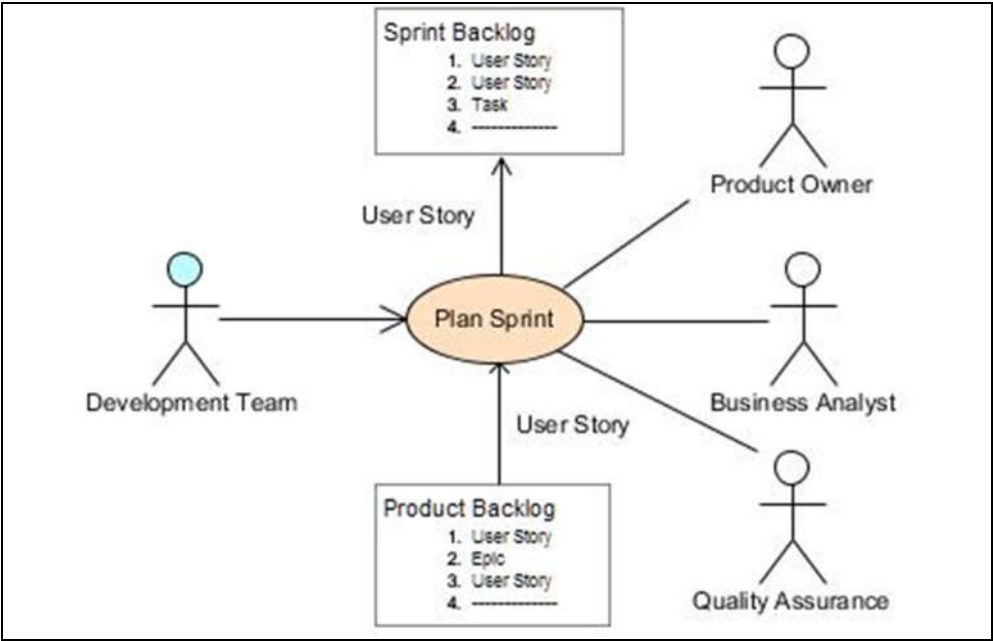 Sprint Backlog
1. User Story
2. User Story
3. Task
4. --------------
Product Owner
User Story
Plan Sprint
Development Team
Business Analyst
User Story
Product Backlog
1. User Story
2. Epic
3. User Story
4. --------------
Quality Assurance